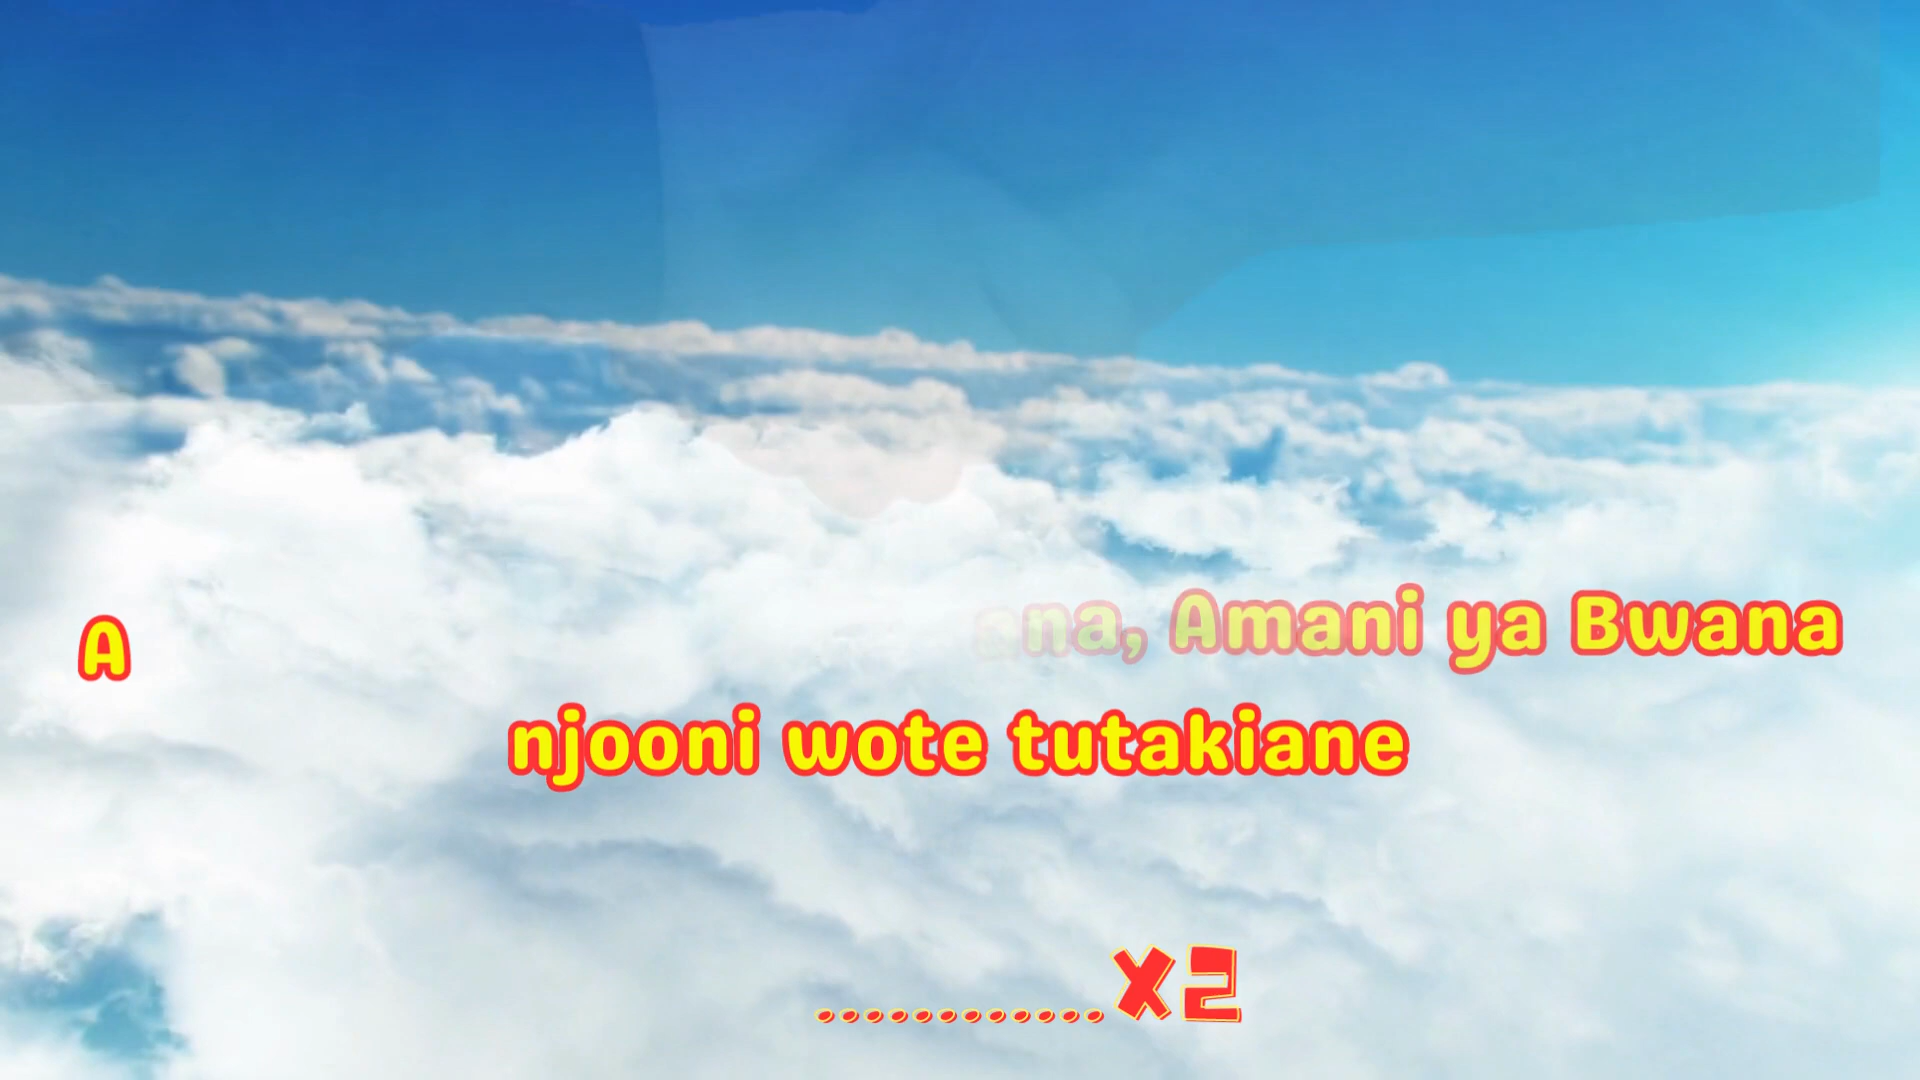 A ana, Amani ya Bwana
njooni wote tutakiane
............X2